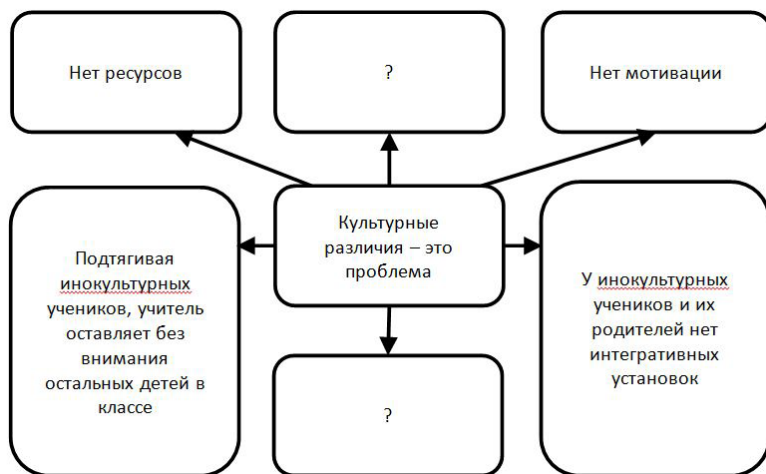 Нет ресурсов
?
Нет мотивации
Культурные
различия – это
проблема
Подтягивая
инокультурных
учеников, учитель
оставляет без
внимания
остальных детей в
классе
У инокультурных
учеников и их
родителей нет
интегративных
установок
?